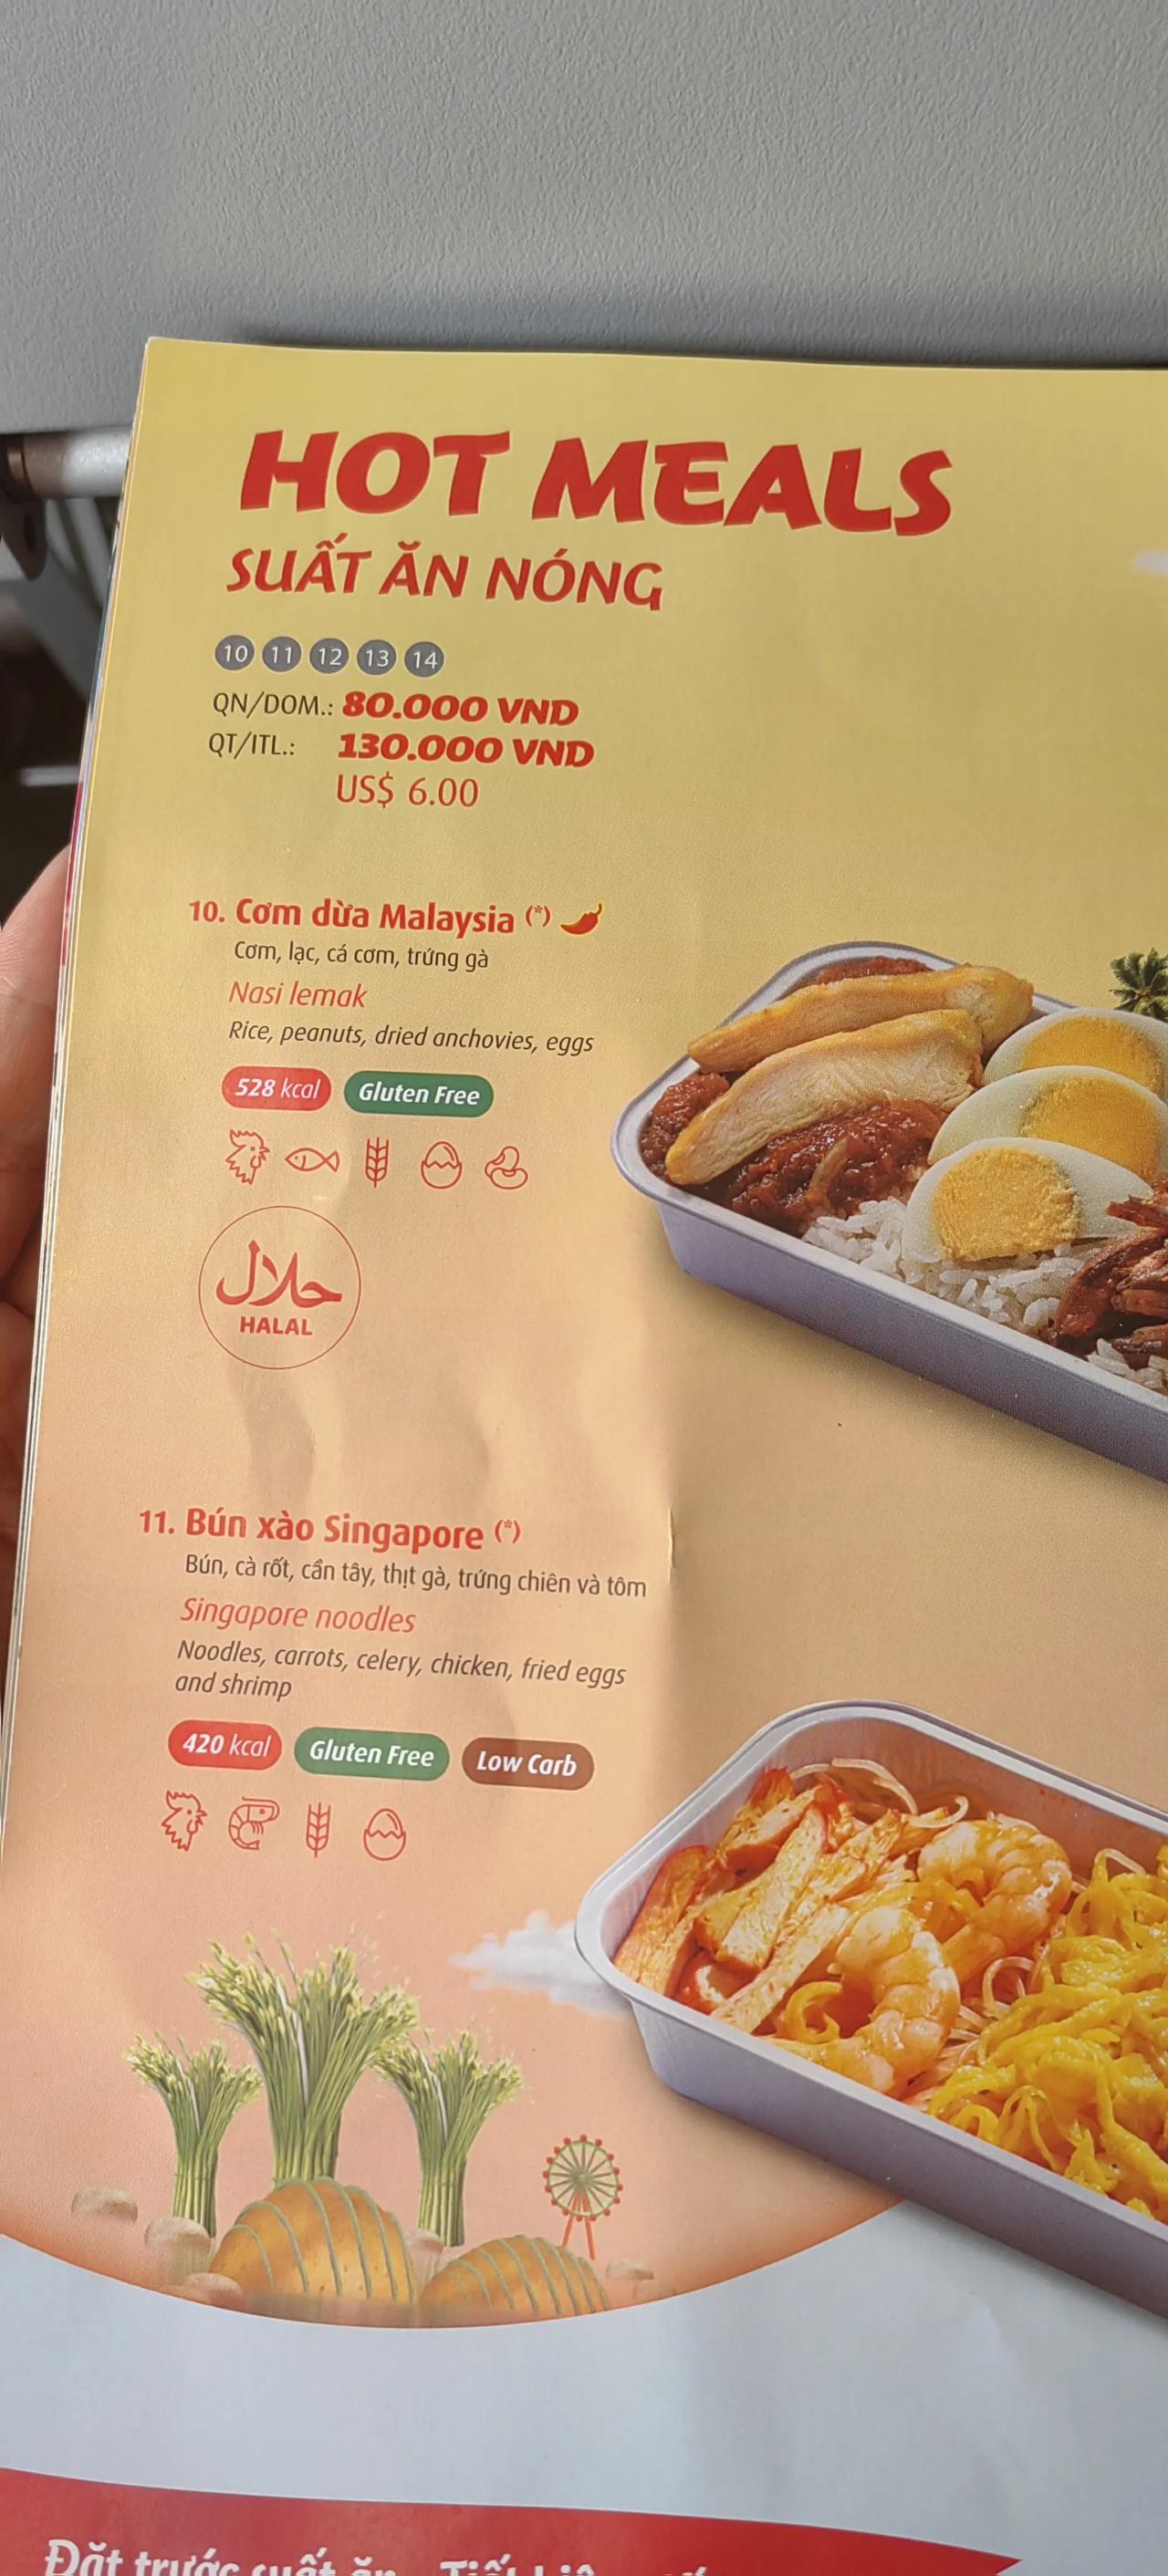 HOT MEALS
SUẤT ĂN NÓNG
10 11 12 13 14
QN/DOM.: 80.000 VND
QT/ITL.: 130.000 VND
US$ 6.00
10. Cơm dừa Malaysia (*)
Cơm, lạc, cá cơm, trứng gà
Nasi lemak
Rice, peanuts, dried anchovies, eggs
528 kcal Gluten Free
حلال
HALAL
11. Bún xào Singapore (*)
Bún, cà rốt, cần tây, thịt gà, trứng chiên và tôm
Singapore noodles
Noodles, carrots, celery, chicken, fried eggs
and shrimp
420 kcal Gluten Free Low Carb
Đặt trước suất ăn